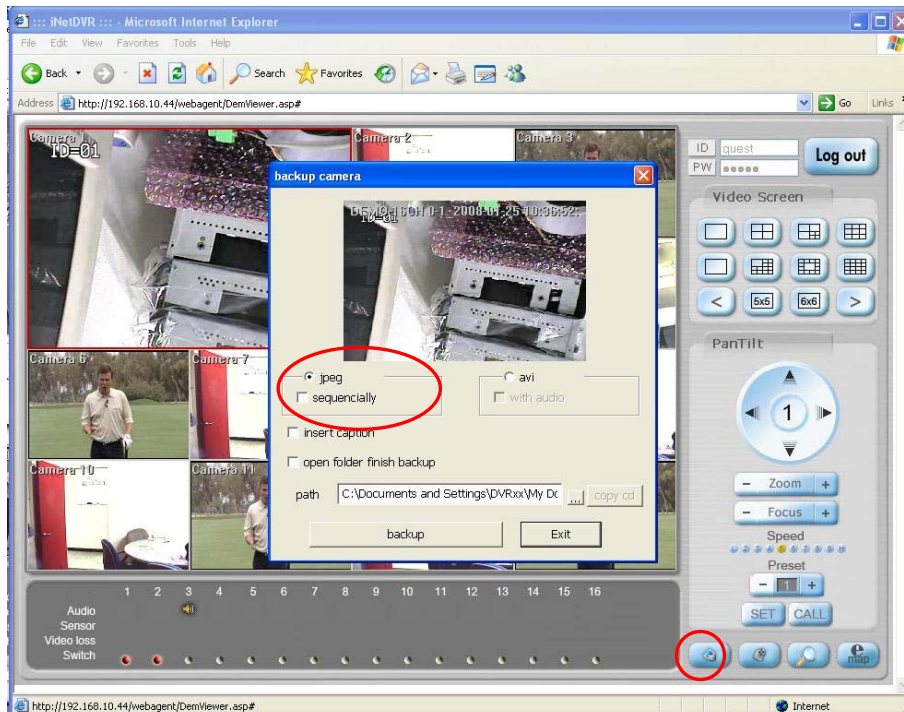 ::: iNetDVR ::: - Microsoft Internet Explorer
File Edit View Favorites Tools Help
Back Search Favorites
Address http://192.168.10.44/webagent/DemViewer.asp# Go Links
Camera 1
ID=01
Camera 2
Camera 3
ID quest
PW
Log out
backup camera
ID=01
jpeg
sequencially
avi
with audio
insert caption
open folder finish backup
path C:\Documents and Settings\DVRxx\My Dc ... copy cd
backup Exit
Camera 6
Camera 7
Camera 10
Camera 11
Video Screen
< 5x5 6x6 >
PanTilt
1
- Zoom +
- Focus +
Speed
Preset
- 1 +
SET CALL
e map
1 2 3 4 5 6 7 8 9 10 11 12 13 14 15 16
Audio
Sensor
Video loss
Switch
http://192.168.10.44/webagent/DemViewer.asp# Internet